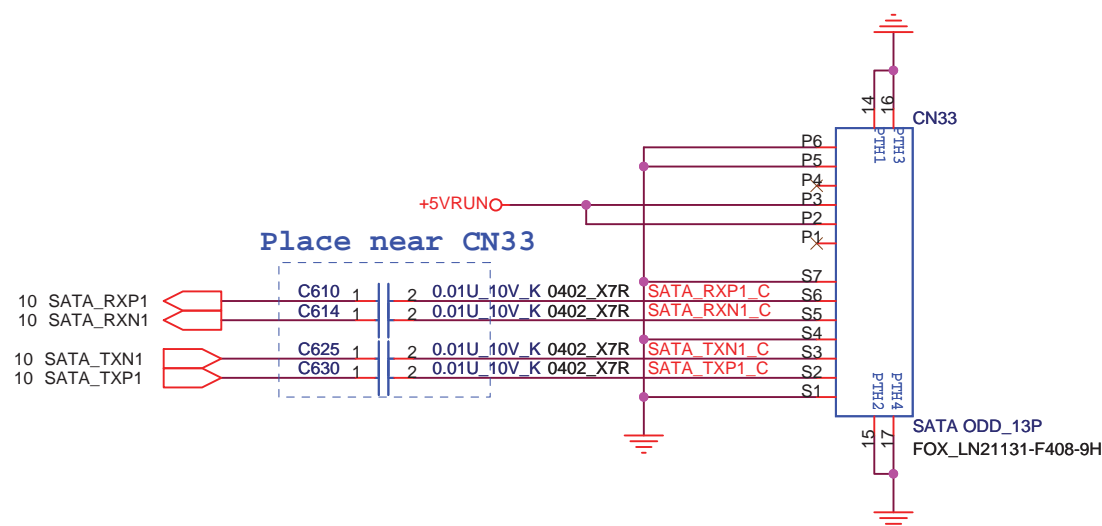 14
16
CN33
PTH1
PTH3
P6
P5
P4
P3
+5VRUN
P2
P1
Place near CN33
S7
10 SATA_RXP1
C610 1 2 0.01U_10V_K 0402_X7R SATA_RXP1_C S6
10 SATA_RXN1
C614 1 2 0.01U_10V_K 0402_X7R SATA_RXN1_C S5
S4
10 SATA_TXN1
C625 1 2 0.01U_10V_K 0402_X7R SATA_TXN1_C S3
10 SATA_TXP1
C630 1 2 0.01U_10V_K 0402_X7R SATA_TXP1_C S2
S1
PTH2
PTH4
15
17
SATA ODD_13P
FOX_LN21131-F408-9H